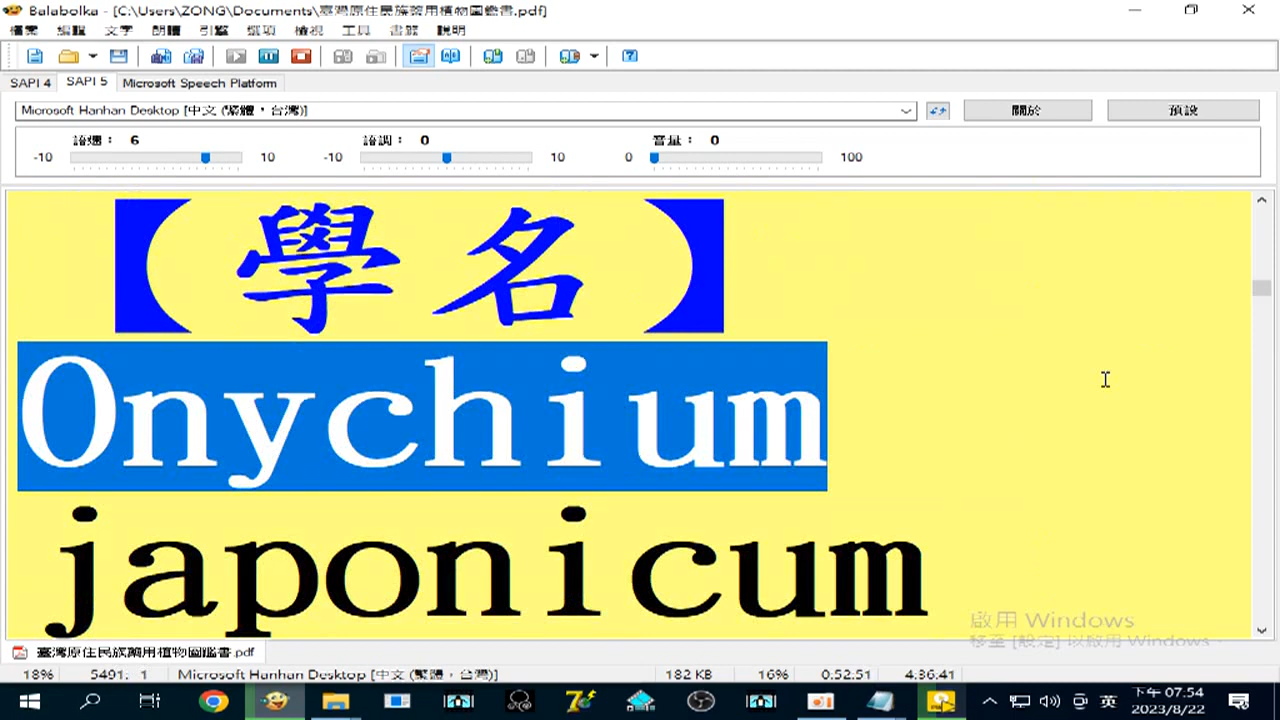 Balabolka - [C:\Users\ZONG\Documents\臺灣原住民族藥用植物圖鑑書.pdf]
檔案 編輯 文字 朗讀 引擎 選項 檢視 工具 書籤 說明
SAPI 4 SAPI 5 Microsoft Speech Platform
Microsoft Hanhan Desktop [中文 (繁體，台灣)] 關於 預設
語速： 6 語調： 0 音量： 0
-10 10 -10 10 0 100
【學名】
Onychium
japonicum
啟用 Windows
移至 [設定] 以啟用 Windows。
臺灣原住民族藥用植物圖鑑書.pdf
18% 5491: 1 Microsoft Hanhan Desktop [中文 (繁體，台灣)] 182 KB 16% 0:52:51 4:36:41
英 下午 07:54
2023/8/22